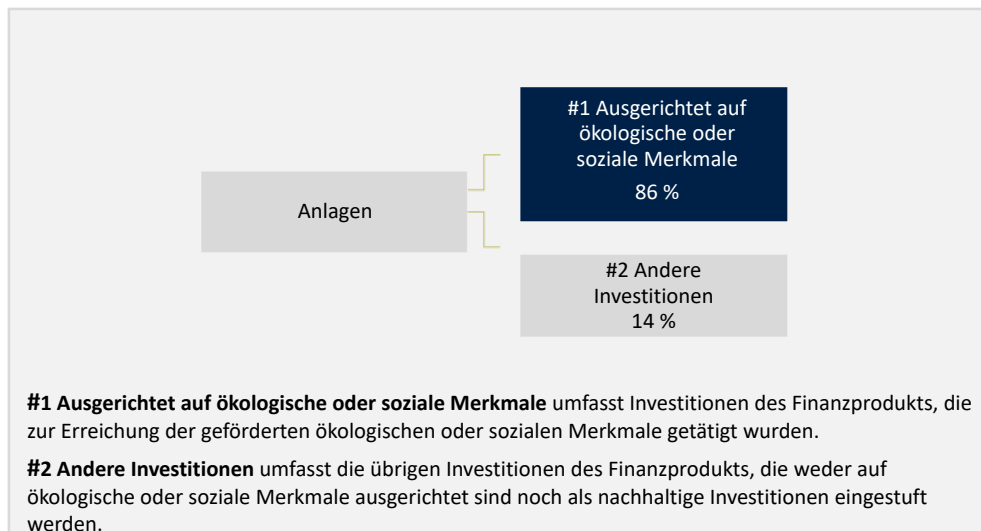 #1 Ausgerichtet auf
ökologische oder
soziale Merkmale
86 %
Anlagen
#2 Andere
Investitionen
14 %
#1 Ausgerichtet auf ökologische oder soziale Merkmale umfasst Investitionen des Finanzprodukts, die
zur Erreichung der geförderten ökologischen oder sozialen Merkmale getätigt wurden.
#2 Andere Investitionen umfasst die übrigen Investitionen des Finanzprodukts, die weder auf
ökologische oder soziale Merkmale ausgerichtet sind noch als nachhaltige Investitionen eingestuft
werden.